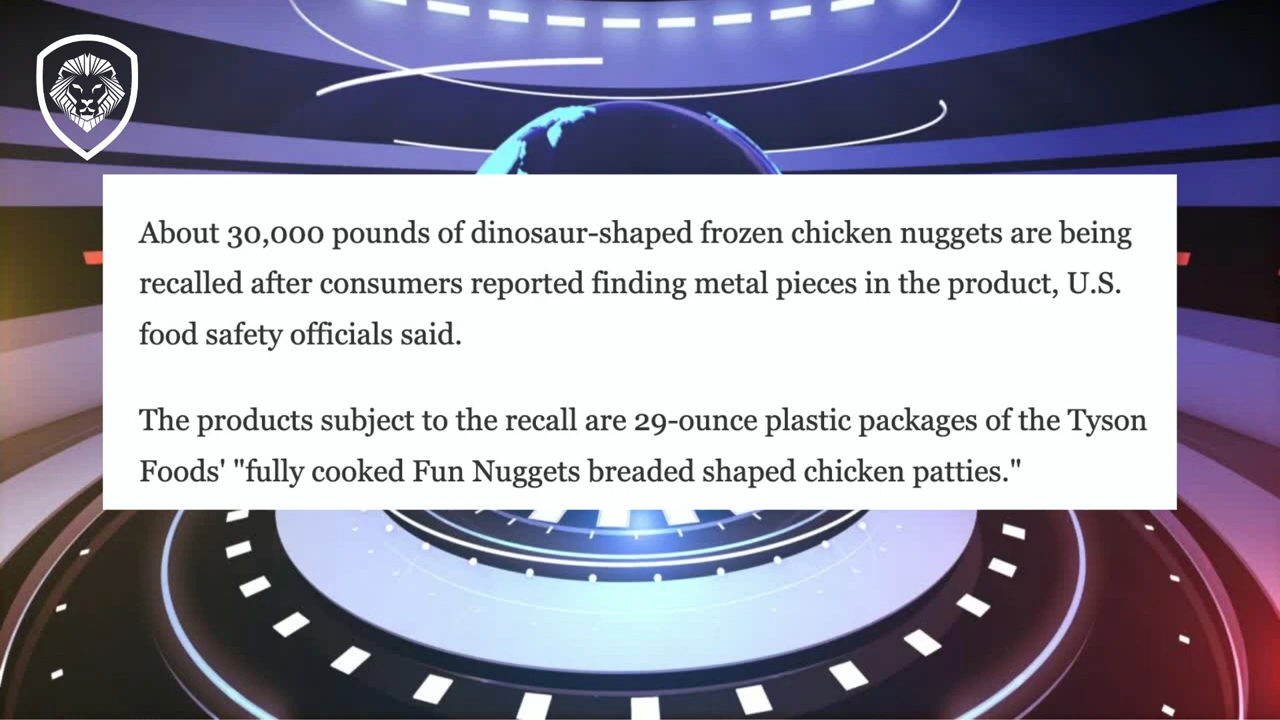 About 30,000 pounds of dinosaur-shaped frozen chicken nuggets are being
recalled after consumers reported finding metal pieces in the product, U.S.
food safety officials said.
The products subject to the recall are 29-ounce plastic packages of the Tyson
Foods' "fully cooked Fun Nuggets breaded shaped chicken patties."